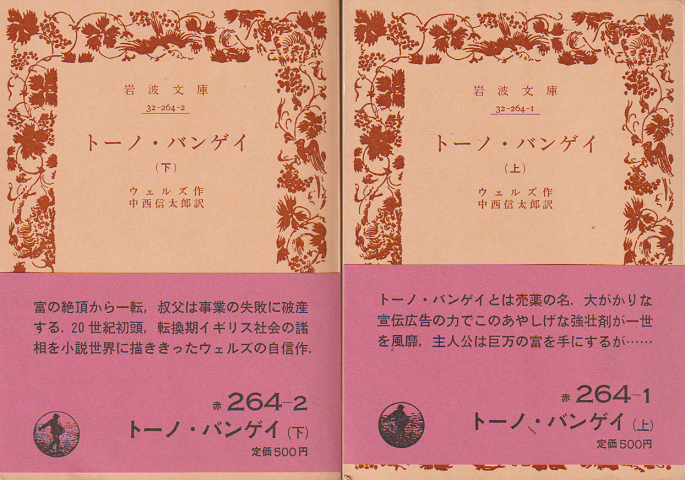 岩波文庫
32-264-2
トーノ・バンゲイ
(下)
ウェルズ作
中西信太郎訳
富の絶頂から一転，叔父は事業の失敗に破産
する．20世紀初頭，転換期イギリス社会の諸
相を小説世界に描ききったウェルズの自信作．
赤 264-2
トーノ・バンゲイ(下)
定価500円
岩波文庫
32-264-1
トーノ・バンゲイ
(上)
ウェルズ作
中西信太郎訳
トーノ・バンゲイとは売薬の名．大がかりな
宣伝広告の力でこのあやしげな強壮剤が一世
を風靡，主人公は巨万の富を手にするが……
赤 264-1
トーノ・バンゲイ(上)
定価500円